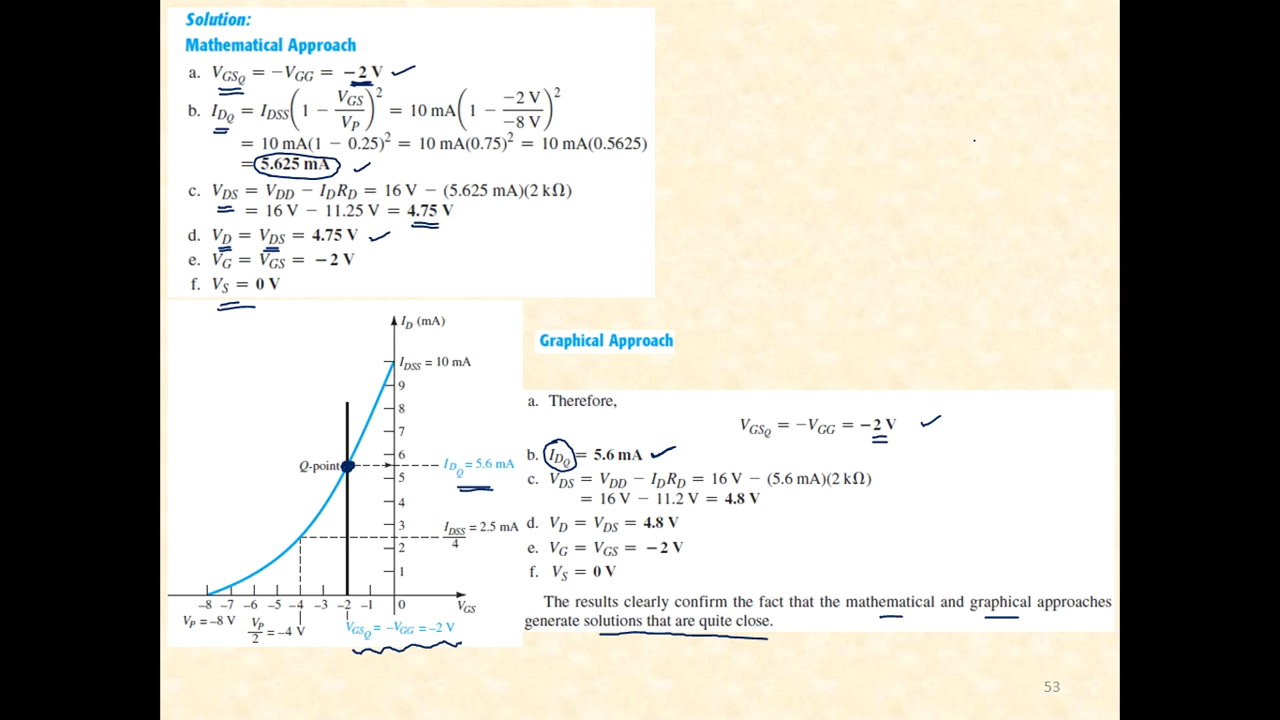 Solution:
Mathematical Approach
a. V_GSQ = −V_GG = −2 V
b. I_DQ = I_DSS(1 − V_GS/V_P)² = 10 mA(1 − −2 V/−8 V)²
= 10 mA(1 − 0.25)² = 10 mA(0.75)² = 10 mA(0.5625)
= 5.625 mA
c. V_DS = V_DD − I_D R_D = 16 V − (5.625 mA)(2 kΩ)
= 16 V − 11.25 V = 4.75 V
d. V_D = V_DS = 4.75 V
e. V_G = V_GS = −2 V
f. V_S = 0 V
I_D (mA)
I_DSS = 10 mA
9
8
7
6
Q-point
I_DQ = 5.6 mA
5
4
3
I_DSS/4 = 2.5 mA
2
1
−8 −7 −6 −5 −4 −3 −2 −1 0 V_GS
V_P = −8 V
V_P/2 = −4 V
V_GSQ = −V_GG = −2 V
Graphical Approach
a. Therefore,
V_GSQ = −V_GG = −2 V
b. I_DQ = 5.6 mA
c. V_DS = V_DD − I_D R_D = 16 V − (5.6 mA)(2 kΩ)
= 16 V − 11.2 V = 4.8 V
d. V_D = V_DS = 4.8 V
e. V_G = V_GS = −2 V
f. V_S = 0 V
The results clearly confirm the fact that the mathematical and graphical approaches
generate solutions that are quite close.
53